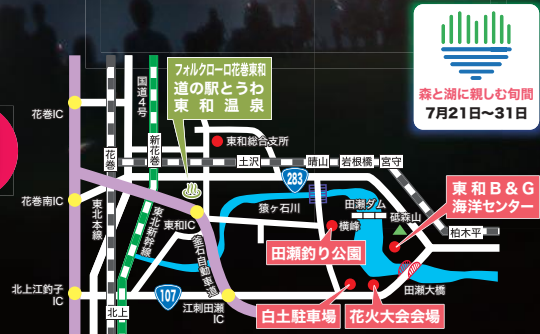 森と湖に親しむ旬間
7月21日〜31日
フォルクローロ花巻東和
道の駅とうわ
東和温泉
国道4号
花巻IC
花巻
新花巻
東和総合支所
土沢
晴山
岩根橋
宮守
283
花巻南IC
東北本線
東北新幹線
東和IC
釜石自動車道
猿ヶ石川
田瀬ダム
砥森山
東和B&G
海洋センター
横峰
柏木平
田瀬釣り公園
田瀬大橋
北上江釣子
IC
北上
107
江刺田瀬
IC
白土駐車場
花火大会会場